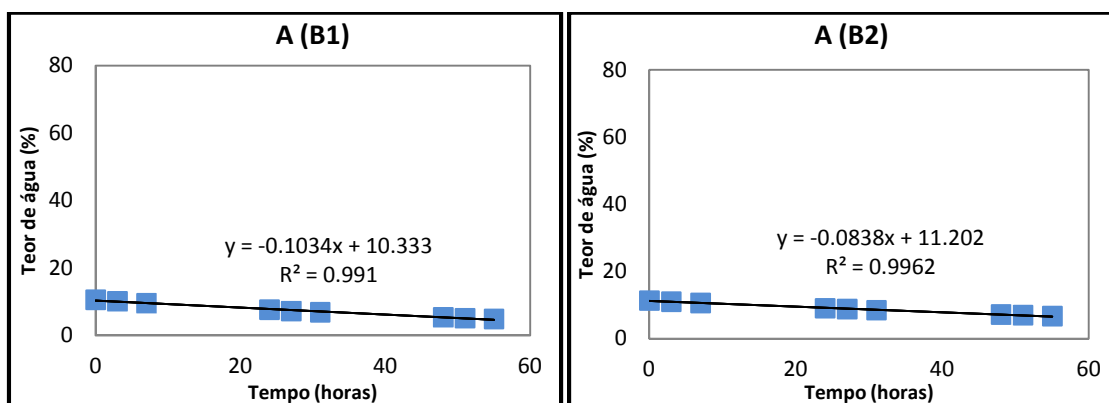 A (B1)
80
60
40
20
0
Teor de água (%)
y = -0.1034x + 10.333
R² = 0.991
0
20
40
60
Tempo (horas)
A (B2)
80
60
40
20
0
Teor de água (%)
y = -0.0838x + 11.202
R² = 0.9962
0
20
40
60
Tempo (horas)